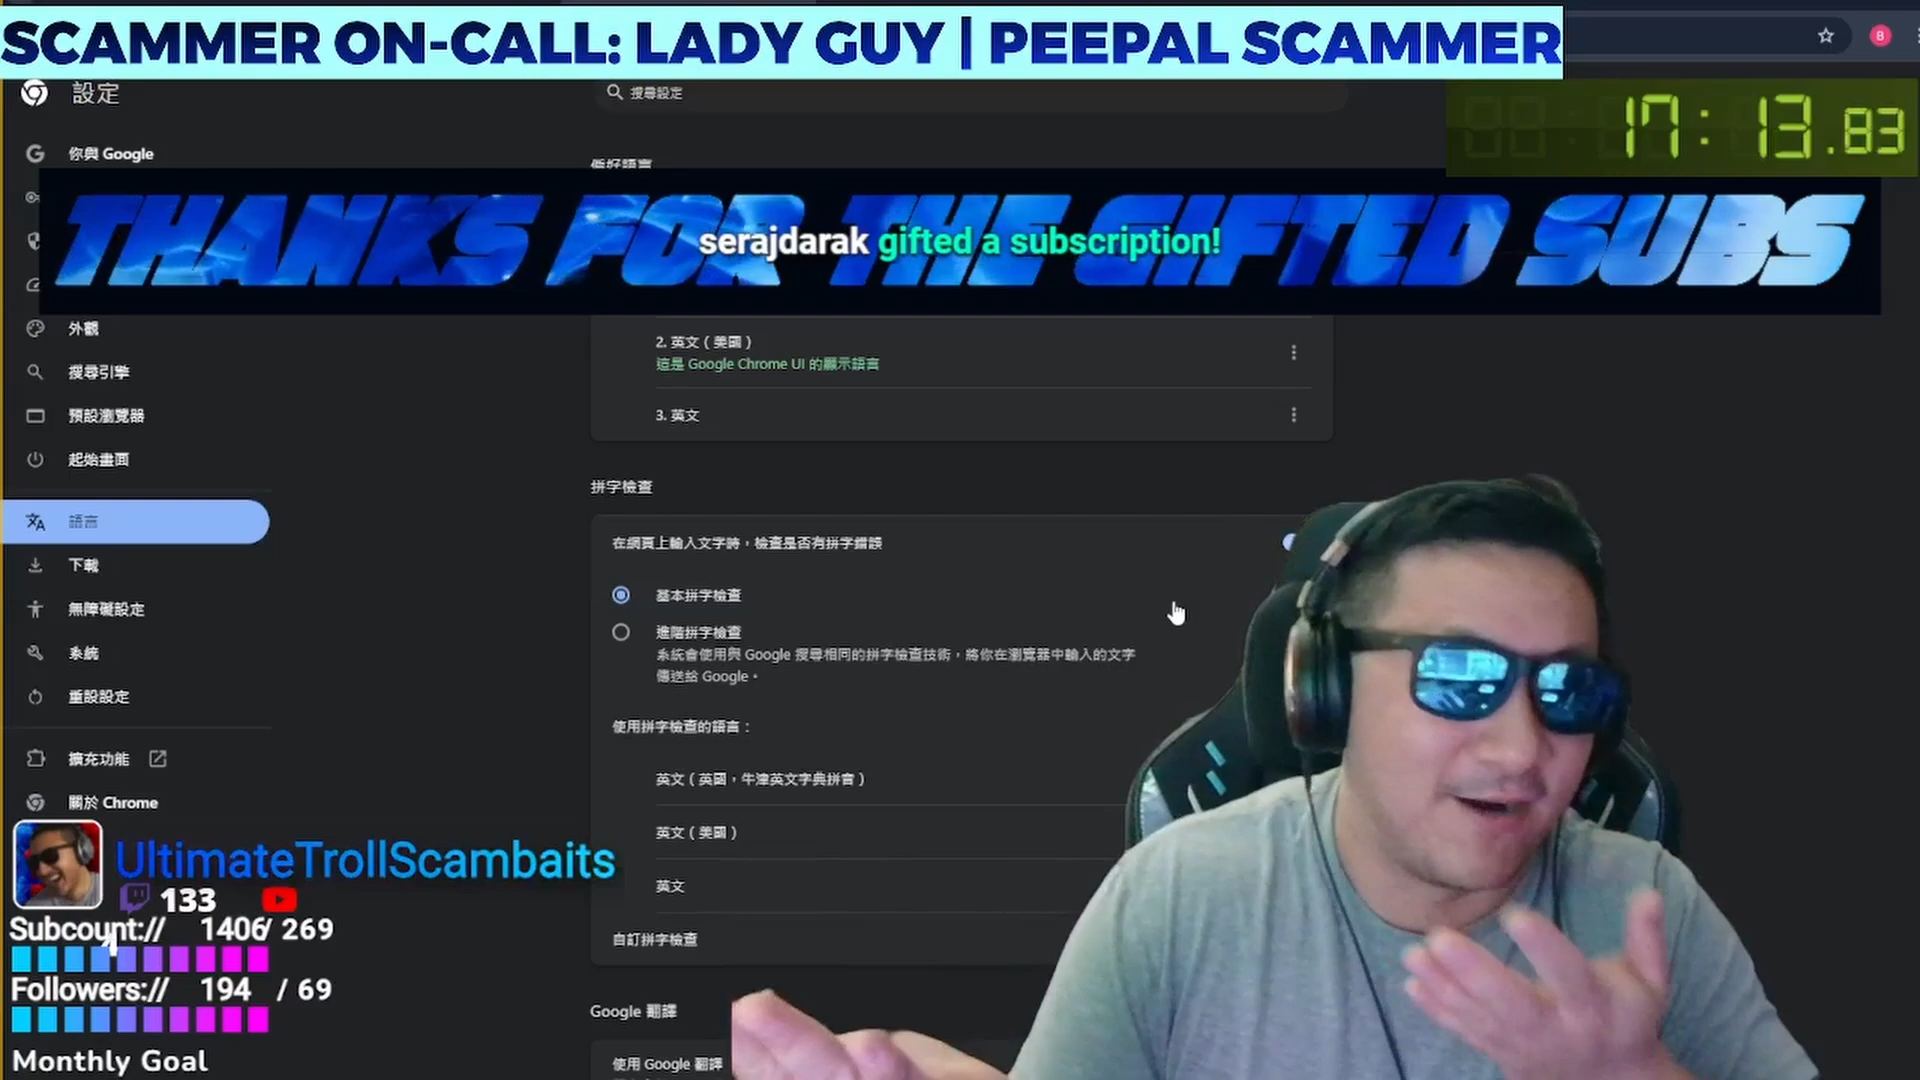 SCAMMER ON-CALL: LADY GUY | PEEPAL SCAMMER
B
設定
搜尋設定
17:13.83
你與 Google
偏好語言
THANKS FOR THE GIFTED SUBS
serajdarak gifted a subscription!
外觀
2. 英文（美國）
這是 Google Chrome UI 的顯示語言
搜尋引擎
預設瀏覽器
3. 英文
起始畫面
拼字檢查
語言
在網頁上輸入文字時，檢查是否有拼字錯誤
下載
基本拼字檢查
無障礙設定
進階拼字檢查
系統
系統會使用與 Google 搜尋相同的拼字檢查技術，將你在瀏覽器中輸入的文字
傳送給 Google。
重設設定
使用拼字檢查的語言：
擴充功能
英文（英國，牛津英文字典拼音）
關於 Chrome
英文（美國）
UltimateTrollScambaits
133
英文
Subcount:// 1406/ 269
自訂拼字檢查
Followers:// 194 / 69
Google 翻譯
Monthly Goal
使用 Google 翻譯